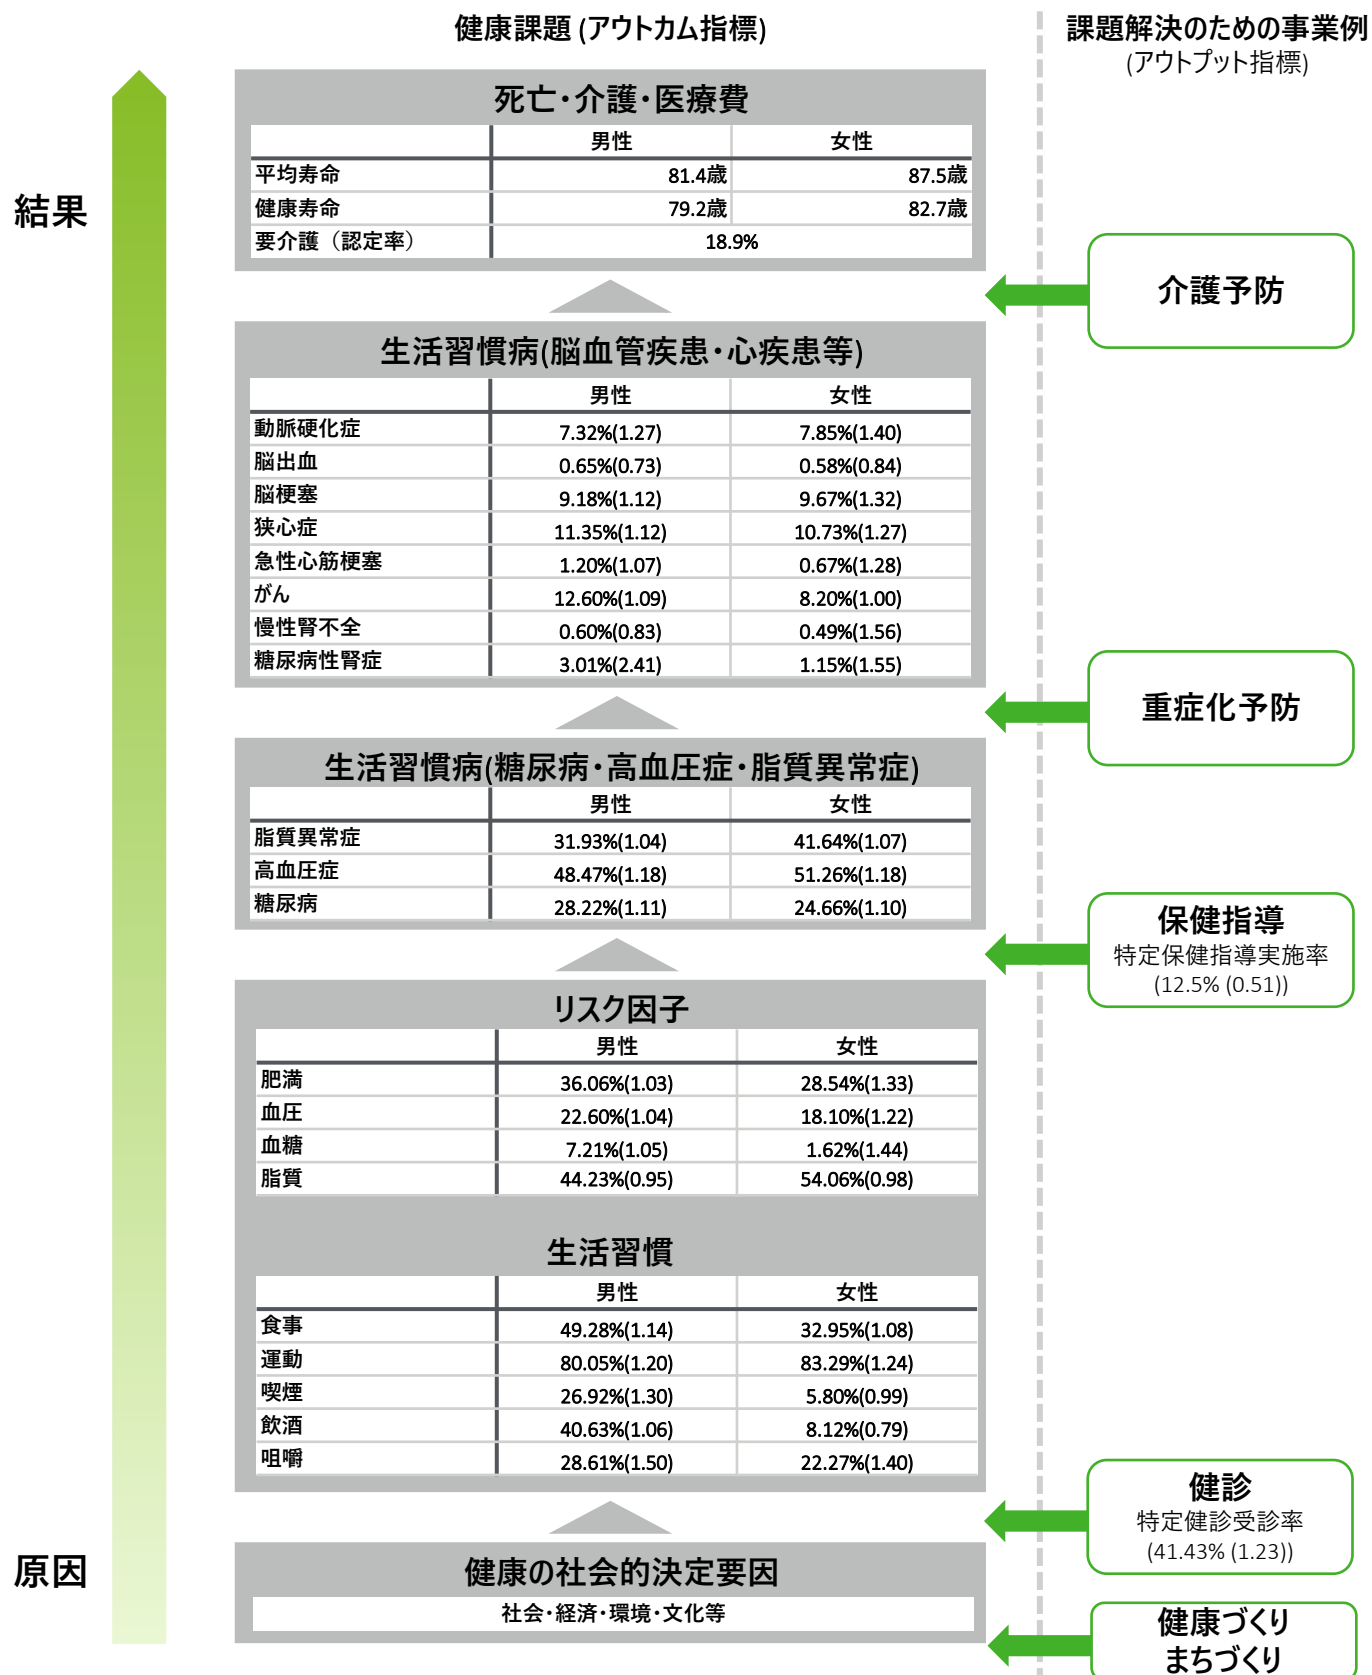 健康課題 (アウトカム指標)
課題解決のための事業例
(アウトプット指標)
結果
死亡・介護・医療費
男性 女性
平均寿命 81.4歳 87.5歳
健康寿命 79.2歳 82.7歳
要介護（認定率） 18.9%
介護予防
生活習慣病(脳血管疾患・心疾患等)
男性 女性
動脈硬化症 7.32%(1.27) 7.85%(1.40)
脳出血 0.65%(0.73) 0.58%(0.84)
脳梗塞 9.18%(1.12) 9.67%(1.32)
狭心症 11.35%(1.12) 10.73%(1.27)
急性心筋梗塞 1.20%(1.07) 0.67%(1.28)
がん 12.60%(1.09) 8.20%(1.00)
慢性腎不全 0.60%(0.83) 0.49%(1.56)
糖尿病性腎症 3.01%(2.41) 1.15%(1.55)
重症化予防
生活習慣病(糖尿病・高血圧症・脂質異常症)
男性 女性
脂質異常症 31.93%(1.04) 41.64%(1.07)
高血圧症 48.47%(1.18) 51.26%(1.18)
糖尿病 28.22%(1.11) 24.66%(1.10)
保健指導
特定保健指導実施率
(12.5% (0.51))
リスク因子
男性 女性
肥満 36.06%(1.03) 28.54%(1.33)
血圧 22.60%(1.04) 18.10%(1.22)
血糖 7.21%(1.05) 1.62%(1.44)
脂質 44.23%(0.95) 54.06%(0.98)
生活習慣
男性 女性
食事 49.28%(1.14) 32.95%(1.08)
運動 80.05%(1.20) 83.29%(1.24)
喫煙 26.92%(1.30) 5.80%(0.99)
飲酒 40.63%(1.06) 8.12%(0.79)
咀嚼 28.61%(1.50) 22.27%(1.40)
健診
特定健診受診率
(41.43% (1.23))
原因
健康の社会的決定要因
社会・経済・環境・文化等
健康づくり
まちづくり